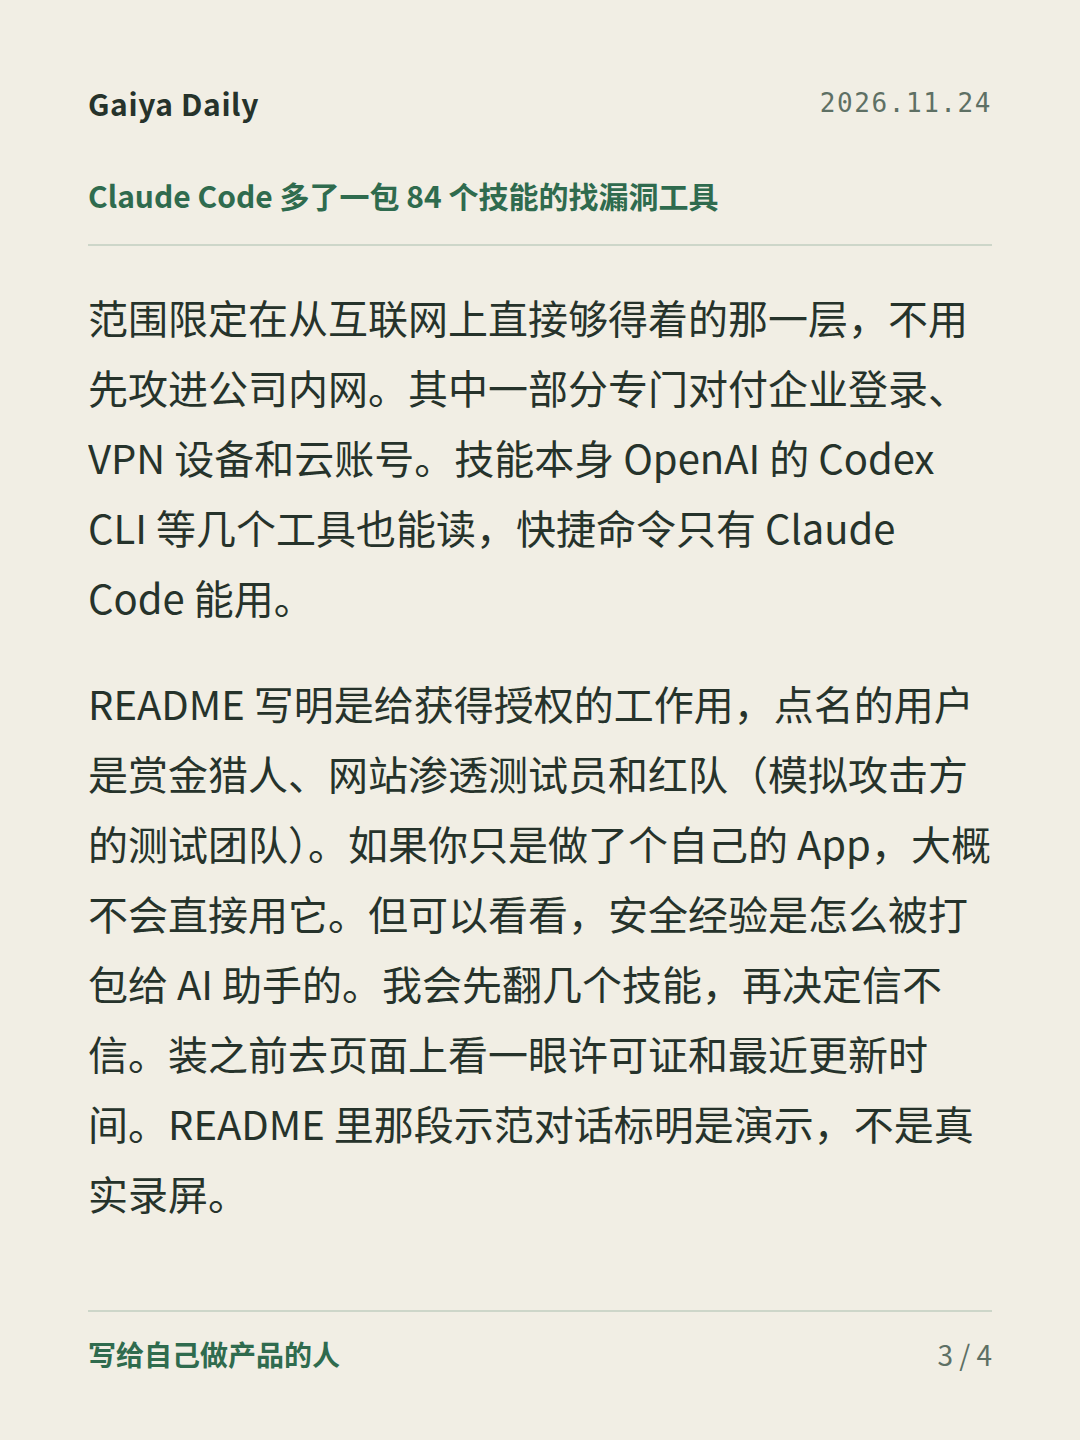 Gaiya Daily
2026.11.24
Claude Code 多了一包 84 个技能的找漏洞工具
范围限定在从互联网上直接够得着的那一层，不用
先攻进公司内网。其中一部分专门对付企业登录、
VPN 设备和云账号。技能本身 OpenAI 的 Codex
CLI 等几个工具也能读，快捷命令只有 Claude
Code 能用。
README 写明是给获得授权的工作用，点名的用户
是赏金猎人、网站渗透测试员和红队（模拟攻击方
的测试团队）。如果你只是做了个自己的 App，大概
不会直接用它。但可以看看，安全经验是怎么被打
包给 AI 助手的。我会先翻几个技能，再决定信不
信。装之前去页面上看一眼许可证和最近更新时
间。README 里那段示范对话标明是演示，不是真
实录屏。
写给自己做产品的人
3 / 4